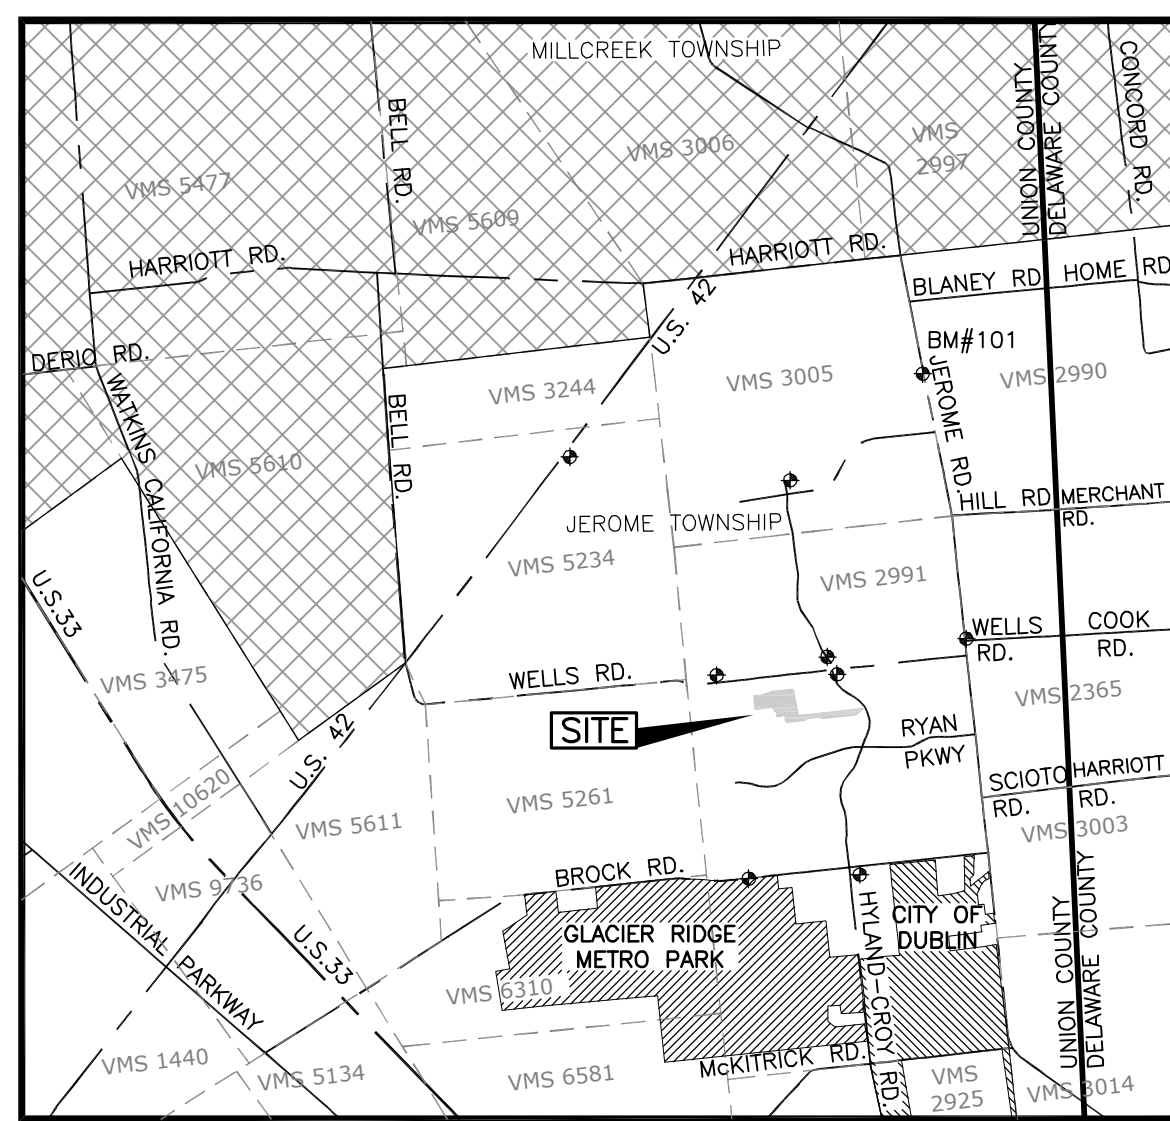 MILLCREEK TOWNSHIP
UNION COUNTY
DELAWARE COUNTY
CONCORD RD.
BELL RD.
VMS 3006
VMS
2997
VMS 5477
VMS 5609
HARRIOTT RD.
HARRIOTT RD.
BLANEY RD
HOME RD
U.S. 42
BM#101
DERIO RD.
VMS 3244
VMS 3005
VMS 2990
JEROME RD.
WATKINS CALIFORNIA RD.
BELL RD.
VMS 5610
HILL RD
MERCHANT
RD.
JEROME TOWNSHIP
VMS 5234
VMS 2991
U.S.33
WELLS
RD.
COOK
RD.
WELLS RD.
VMS 3475
VMS 2365
SITE
RYAN
PKWY
U.S. 42
SCIOTO
RD.
HARRIOTT
RD.
VMS 10620
VMS 5261
VMS 5611
VMS 3003
BROCK RD.
VMS 9736
INDUSTRIAL PARKWAY
U.S.33
GLACIER RIDGE
METRO PARK
HYLAND-CROY RD.
CITY OF
DUBLIN
UNION COUNTY
DELAWARE COUNTY
VMS 6310
McKITRICK RD.
VMS 1440
VMS 5134
VMS 6581
VMS
2925
VMS 3014